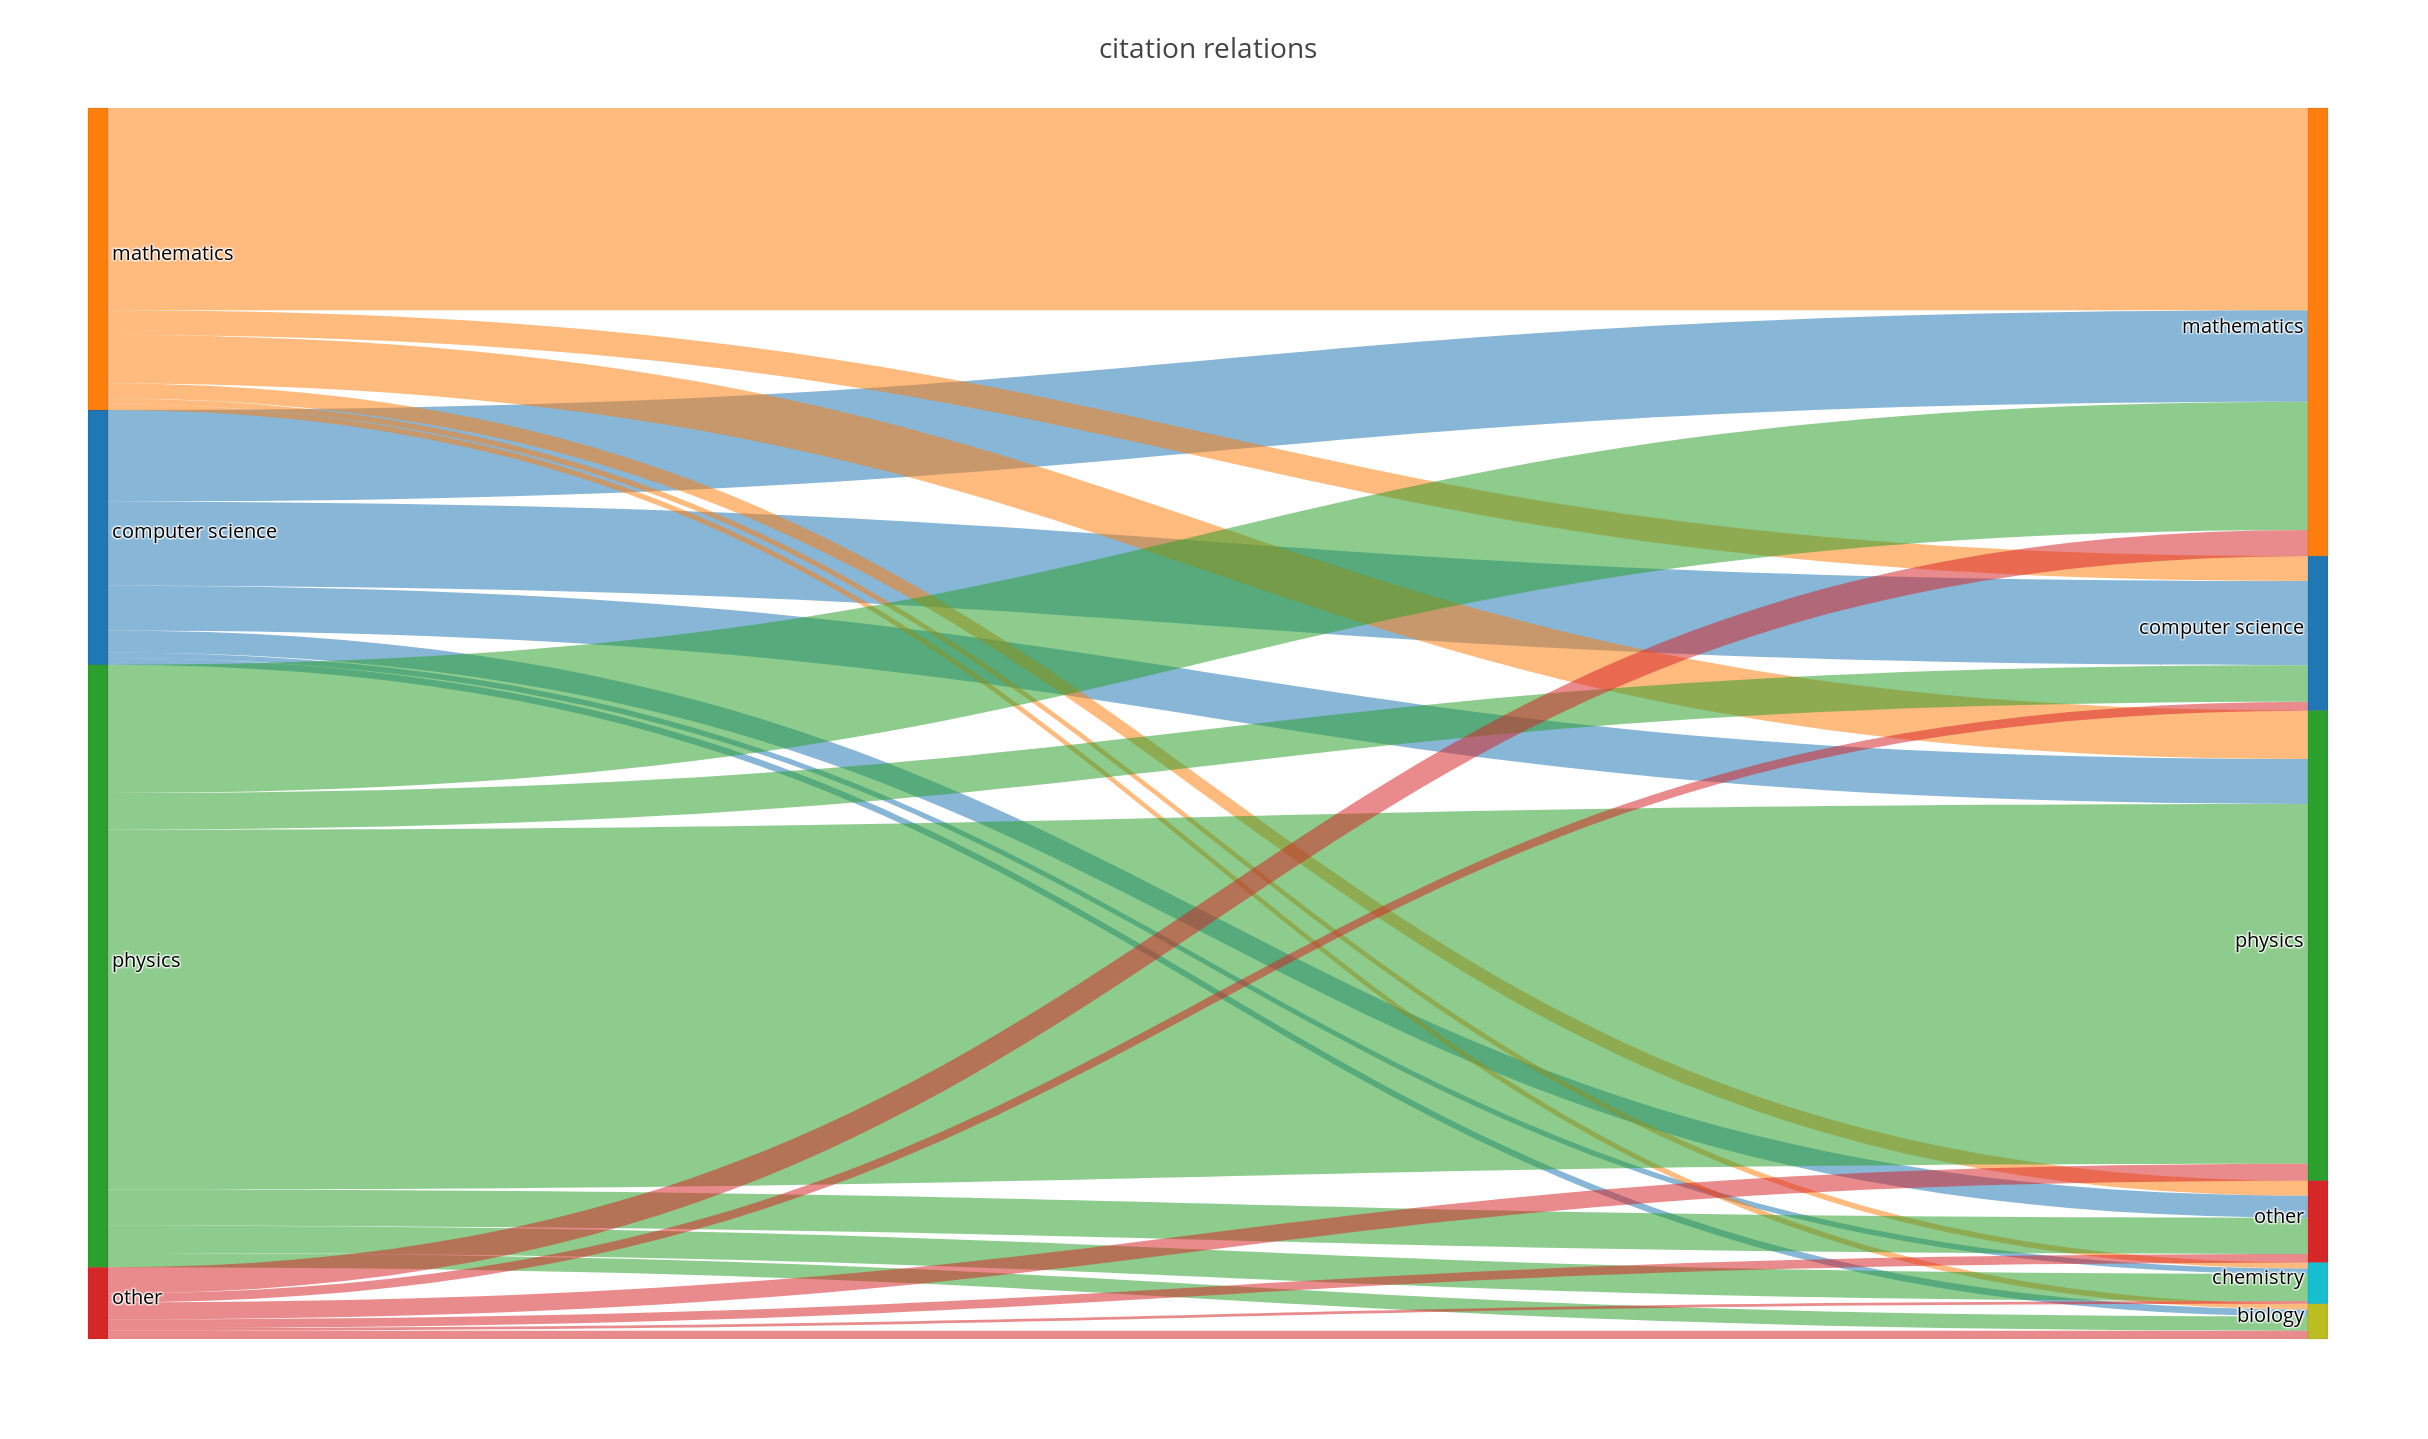 citation relations
mathematics
mathematics
computer science
computer science
physics
physics
other
other
chemistry
biology